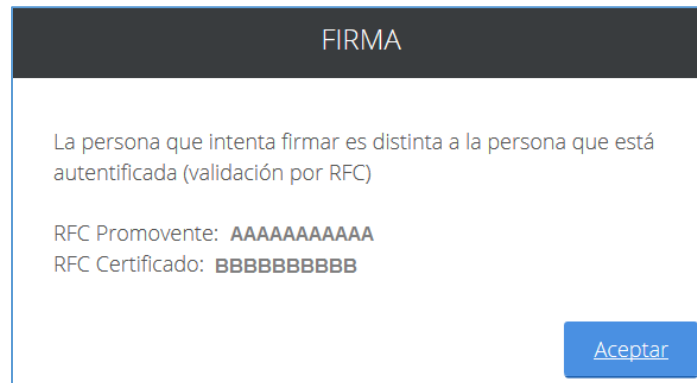 FIRMA
La persona que intenta firmar es distinta a la persona que está
autentificada (validación por RFC)
RFC Promovente: AAAAAAAAAAA
RFC Certificado: BBBBBBBBBB
Aceptar